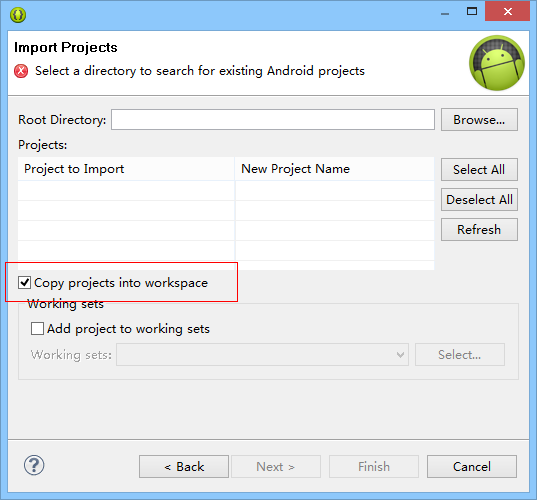 Import Projects
Select a directory to search for existing Android projects
Root Directory:
Browse...
Projects:
Project to Import
New Project Name
Select All
Deselect All
Refresh
Copy projects into workspace
Working sets
Add project to working sets
Working sets:
Select...
?
< Back
Next >
Finish
Cancel